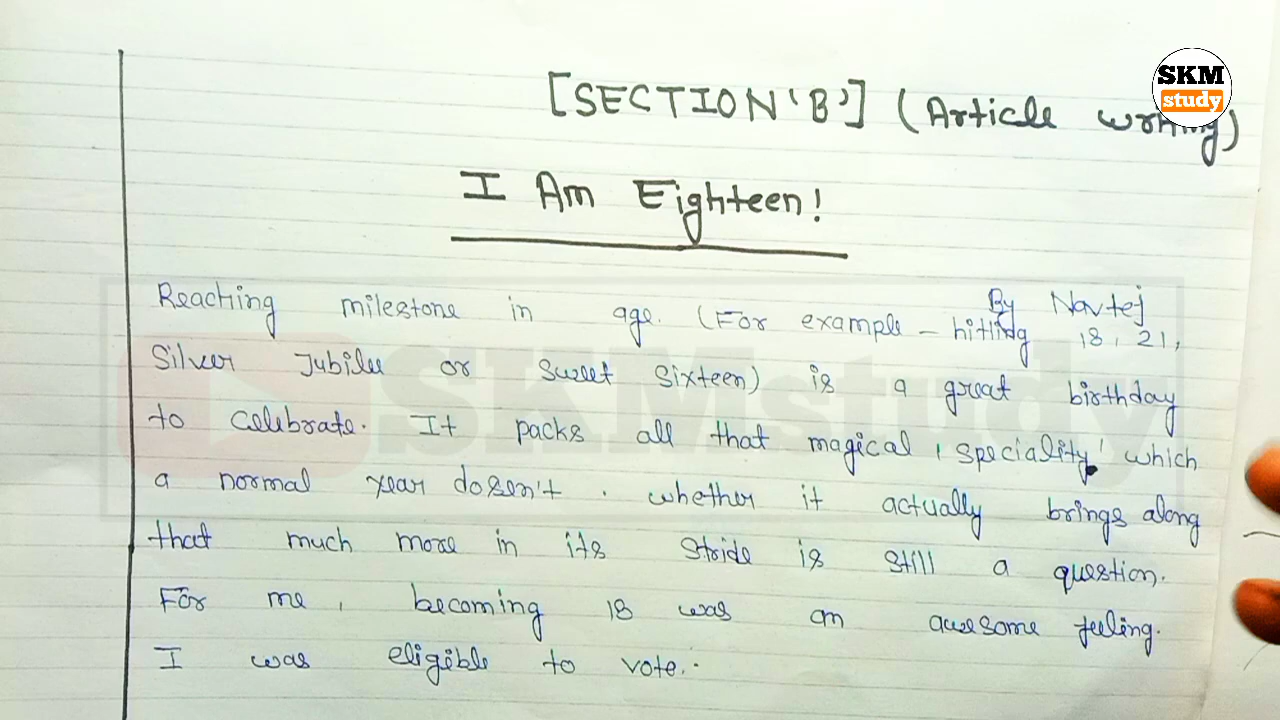 SKM
study
[SECTION 'B'] (Article writing)
I Am Eighteen!
By Navtej
Reaching milestone in age. (For example - hitting 18, 21,
Silver Jubilee or Sweet Sixteen) is a great birthday
to celebrate. It packs all that magical 'speciality' which
a normal year dosen't. whether it actually brings along
that much more in its stride is still a question.
For me, becoming 18 was an awesome feeling.
I was eligible to vote.
SKMstudy